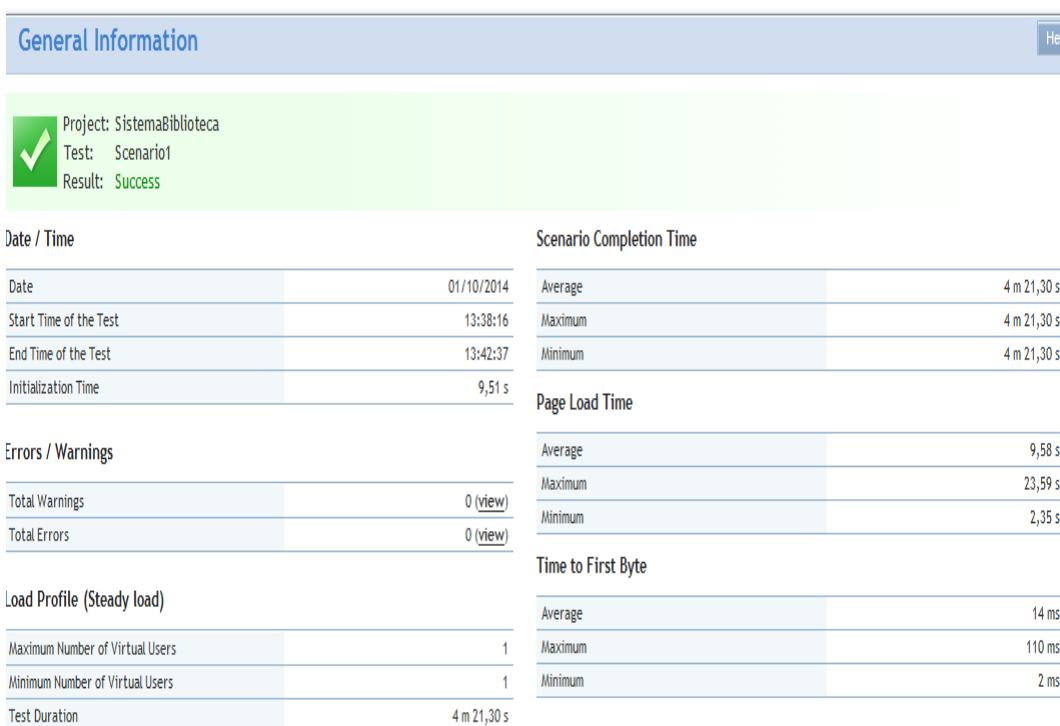 General Information
He
Project: SistemaBiblioteca
Test: Scenario1
Result: Success
Date / Time
Date 01/10/2014
Start Time of the Test 13:38:16
End Time of the Test 13:42:37
Initialization Time 9,51 s
Errors / Warnings
Total Warnings 0 (view)
Total Errors 0 (view)
Load Profile (Steady load)
Maximum Number of Virtual Users 1
Minimum Number of Virtual Users 1
Test Duration 4 m 21,30 s
Scenario Completion Time
Average 4 m 21,30 s
Maximum 4 m 21,30 s
Minimum 4 m 21,30 s
Page Load Time
Average 9,58 s
Maximum 23,59 s
Minimum 2,35 s
Time to First Byte
Average 14 ms
Maximum 110 ms
Minimum 2 ms